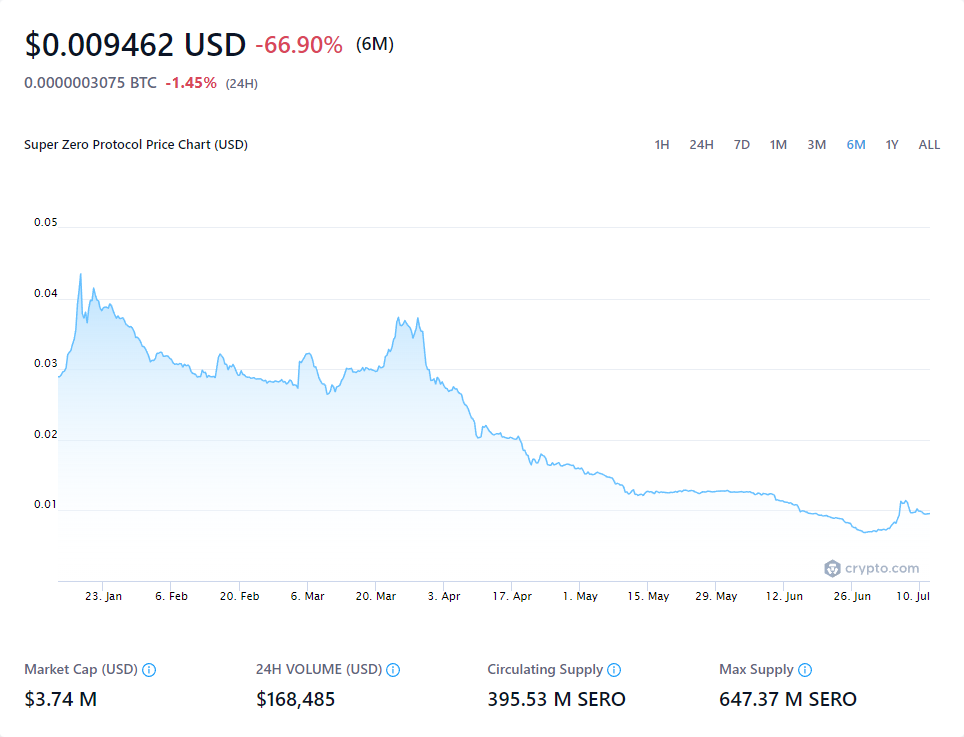 $0.009462 USD -66.90% (6M)
0.0000003075 BTC -1.45% (24H)
Super Zero Protocol Price Chart (USD) 1H 24H 7D 1M 3M 6M 1Y ALL
0.05
0.04
0.03
0.02
0.01
crypto.com
23. Jan 6. Feb 20. Feb 6. Mar 20. Mar 3. Apr 17. Apr 1. May 15. May 29. May 12. Jun 26. Jun 10. Jul
Market Cap (USD) 24H VOLUME (USD) Circulating Supply Max Supply
$3.74 M $168,485 395.53 M SERO 647.37 M SERO